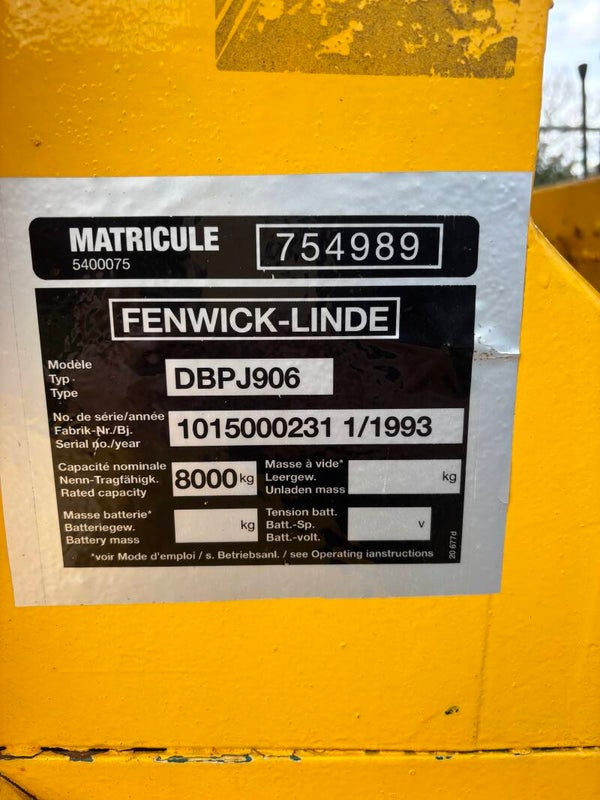 MATRICULE 754989
5400075
FENWICK-LINDE
Modèle
Typ DBPJ906
Type
No. de série/année
Fabrik-Nr./Bj. 1015000231 1/1993
Serial no./year
Capacité nominale
Nenn-Tragfähigk. 8000 kg
Rated capacity
Masse à vide*
Leergew. kg
Unladen mass
Masse batterie*
Batteriegew. kg
Battery mass
Tension batt.
Batt.-Sp. v
Batt.-volt.
*voir Mode d'emploi / s. Betriebsanl. / see Operating ianstructions
20 677d